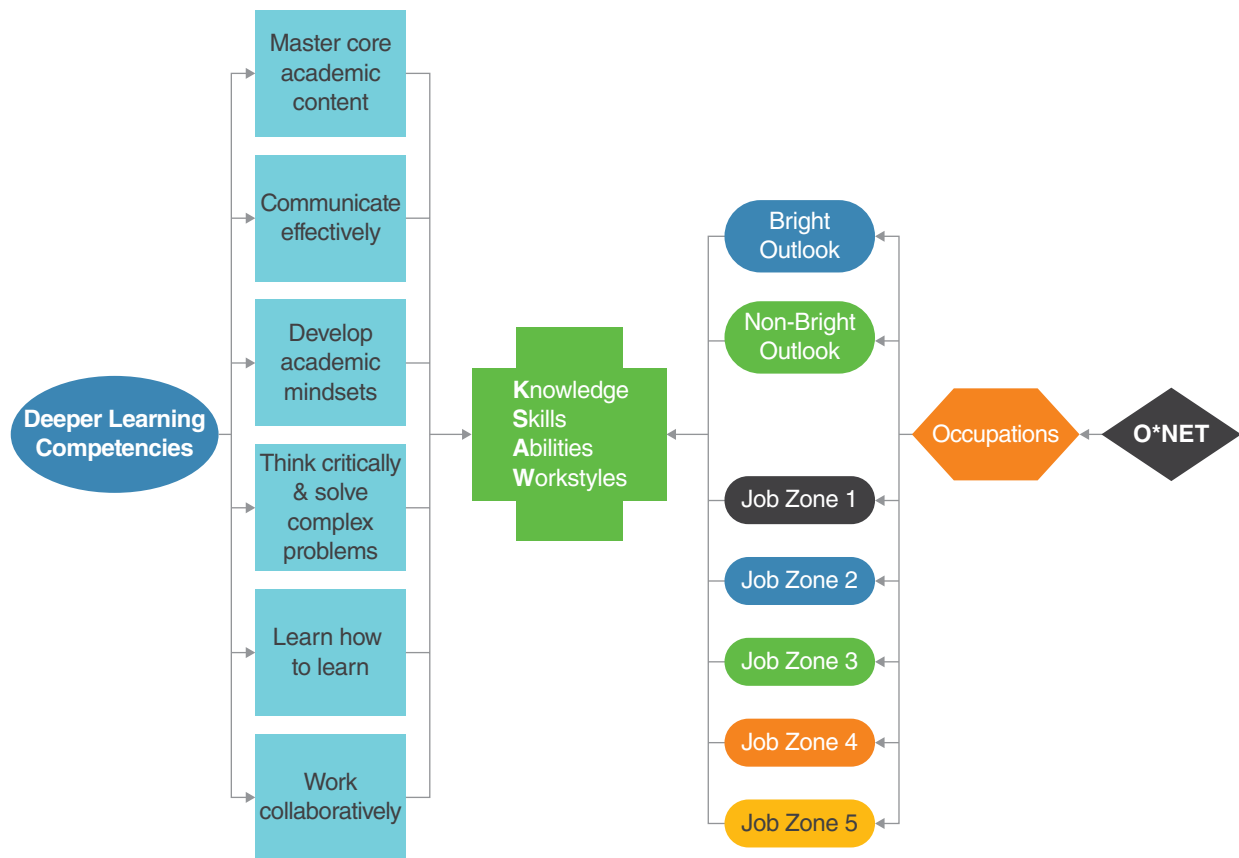 Master core
academic
content
Communicate
effectively
Develop
academic
mindsets
Deeper Learning
Competencies
Think critically
& solve
complex
problems
Learn how
to learn
Work
collaboratively
Knowledge
Skills
Abilities
Workstyles
Bright
Outlook
Non-Bright
Outlook
Job Zone 1
Job Zone 2
Job Zone 3
Job Zone 4
Job Zone 5
Occupations
O*NET